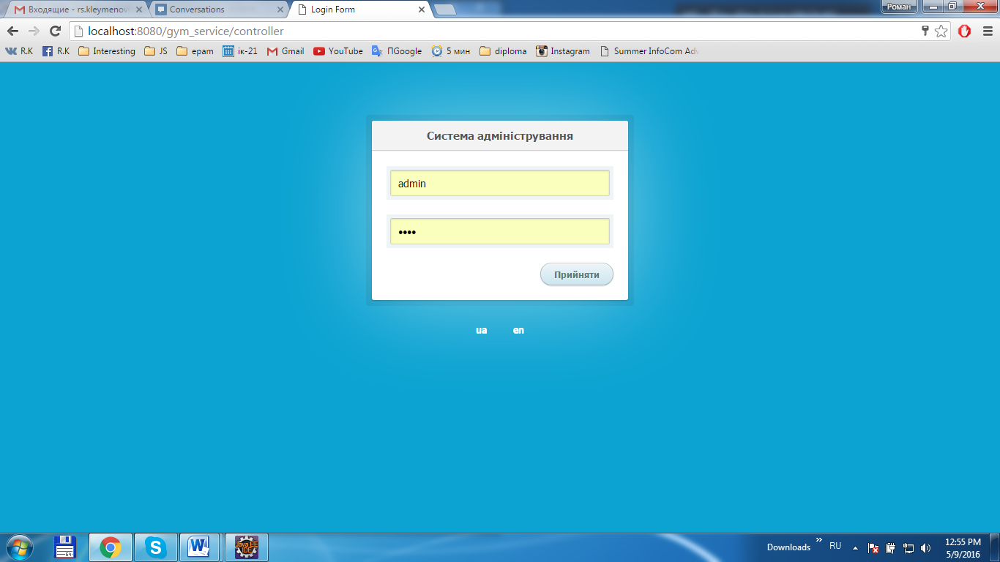 Входящие - rs.kleymenov
Conversations
Login Form
Роман
localhost:8080/gym_service/controller
R.K
R.K
Interesting
JS
epam
ік-21
Gmail
YouTube
ПGoogle
5 мин
diploma
Instagram
Summer InfoCom Adv
Система адміністрування
admin
••••
Прийняти
ua en
64
Java EE
IDE
Downloads
RU
12:55 PM
5/9/2016